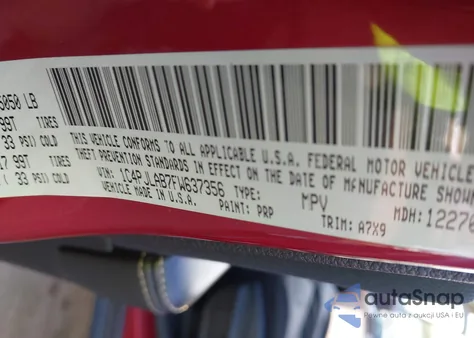 6050 LB
99T TIRES
33 PSI) COLD
17 99T TIRES
( 33 PSI) COLD
THIS VEHICLE CONFORMS TO ALL APPLICABLE U.S.A. FEDERAL MOTOR VEHICLE
THEFT PREVENTION STANDARDS IN EFFECT ON THE DATE OF MFNUFACTURE SHOWN
VIN: 1C4PJLAB7FW637356 TYPE: MPV
VEHICLE MADE IN U.S.A. PAINT: PRP TRIM: A7X9 MDH: 12276
autoSnap
Pewne auta z aukcji USA i EU